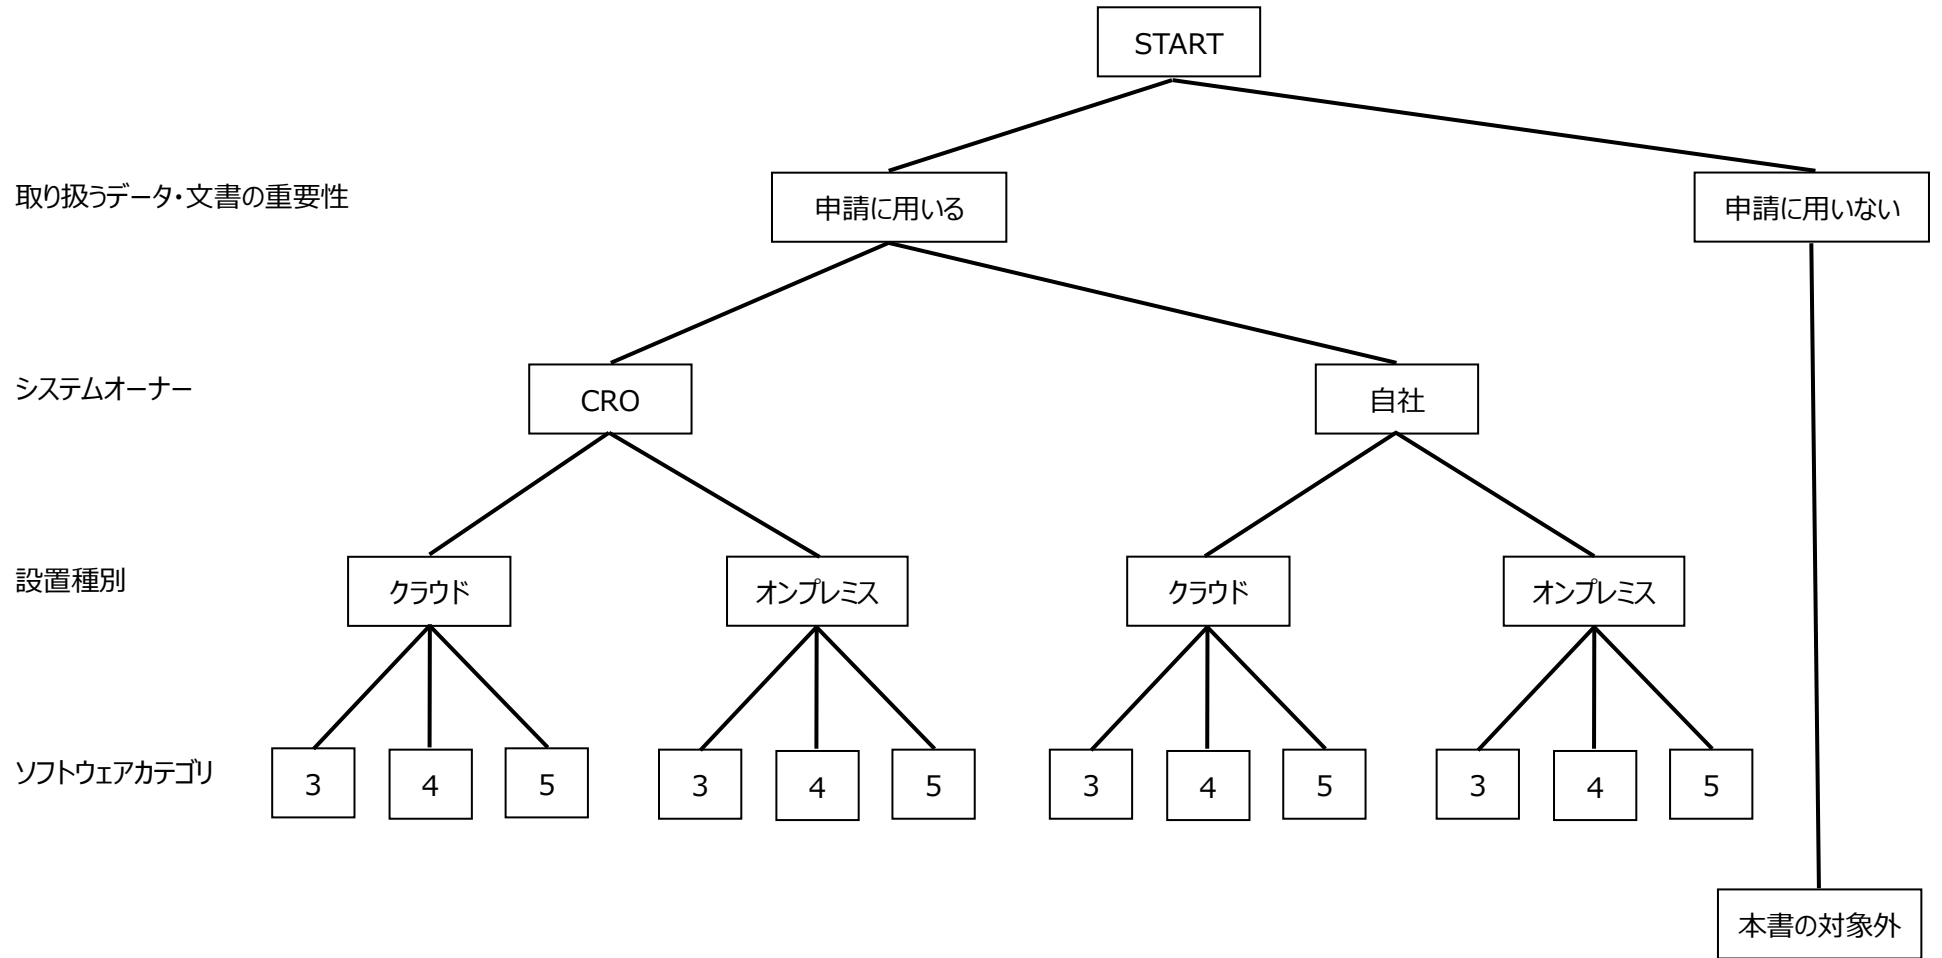 START
取り扱うデータ・文書の重要性
申請に用いる
申請に用いない
システムオーナー
CRO
自社
設置種別
クラウド
オンプレミス
クラウド
オンプレミス
ソフトウェアカテゴリ
3
4
5
3
4
5
3
4
5
3
4
5
本書の対象外